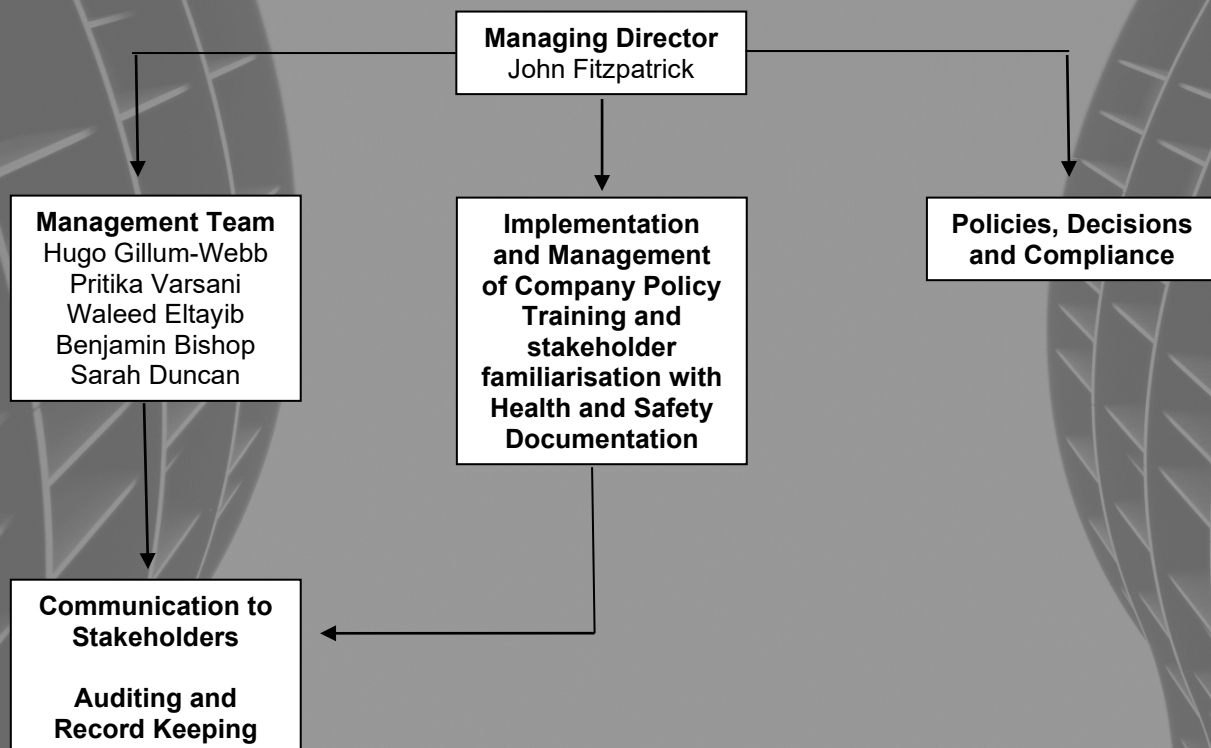 Managing Director
John Fitzpatrick
Management Team
Hugo Gillum-Webb
Pritika Varsani
Waleed Eltayib
Benjamin Bishop
Sarah Duncan
Implementation
and Management
of Company Policy
Training and
stakeholder
familiarisation with
Health and Safety
Documentation
Policies, Decisions
and Compliance
Communication to
Stakeholders
Auditing and
Record Keeping